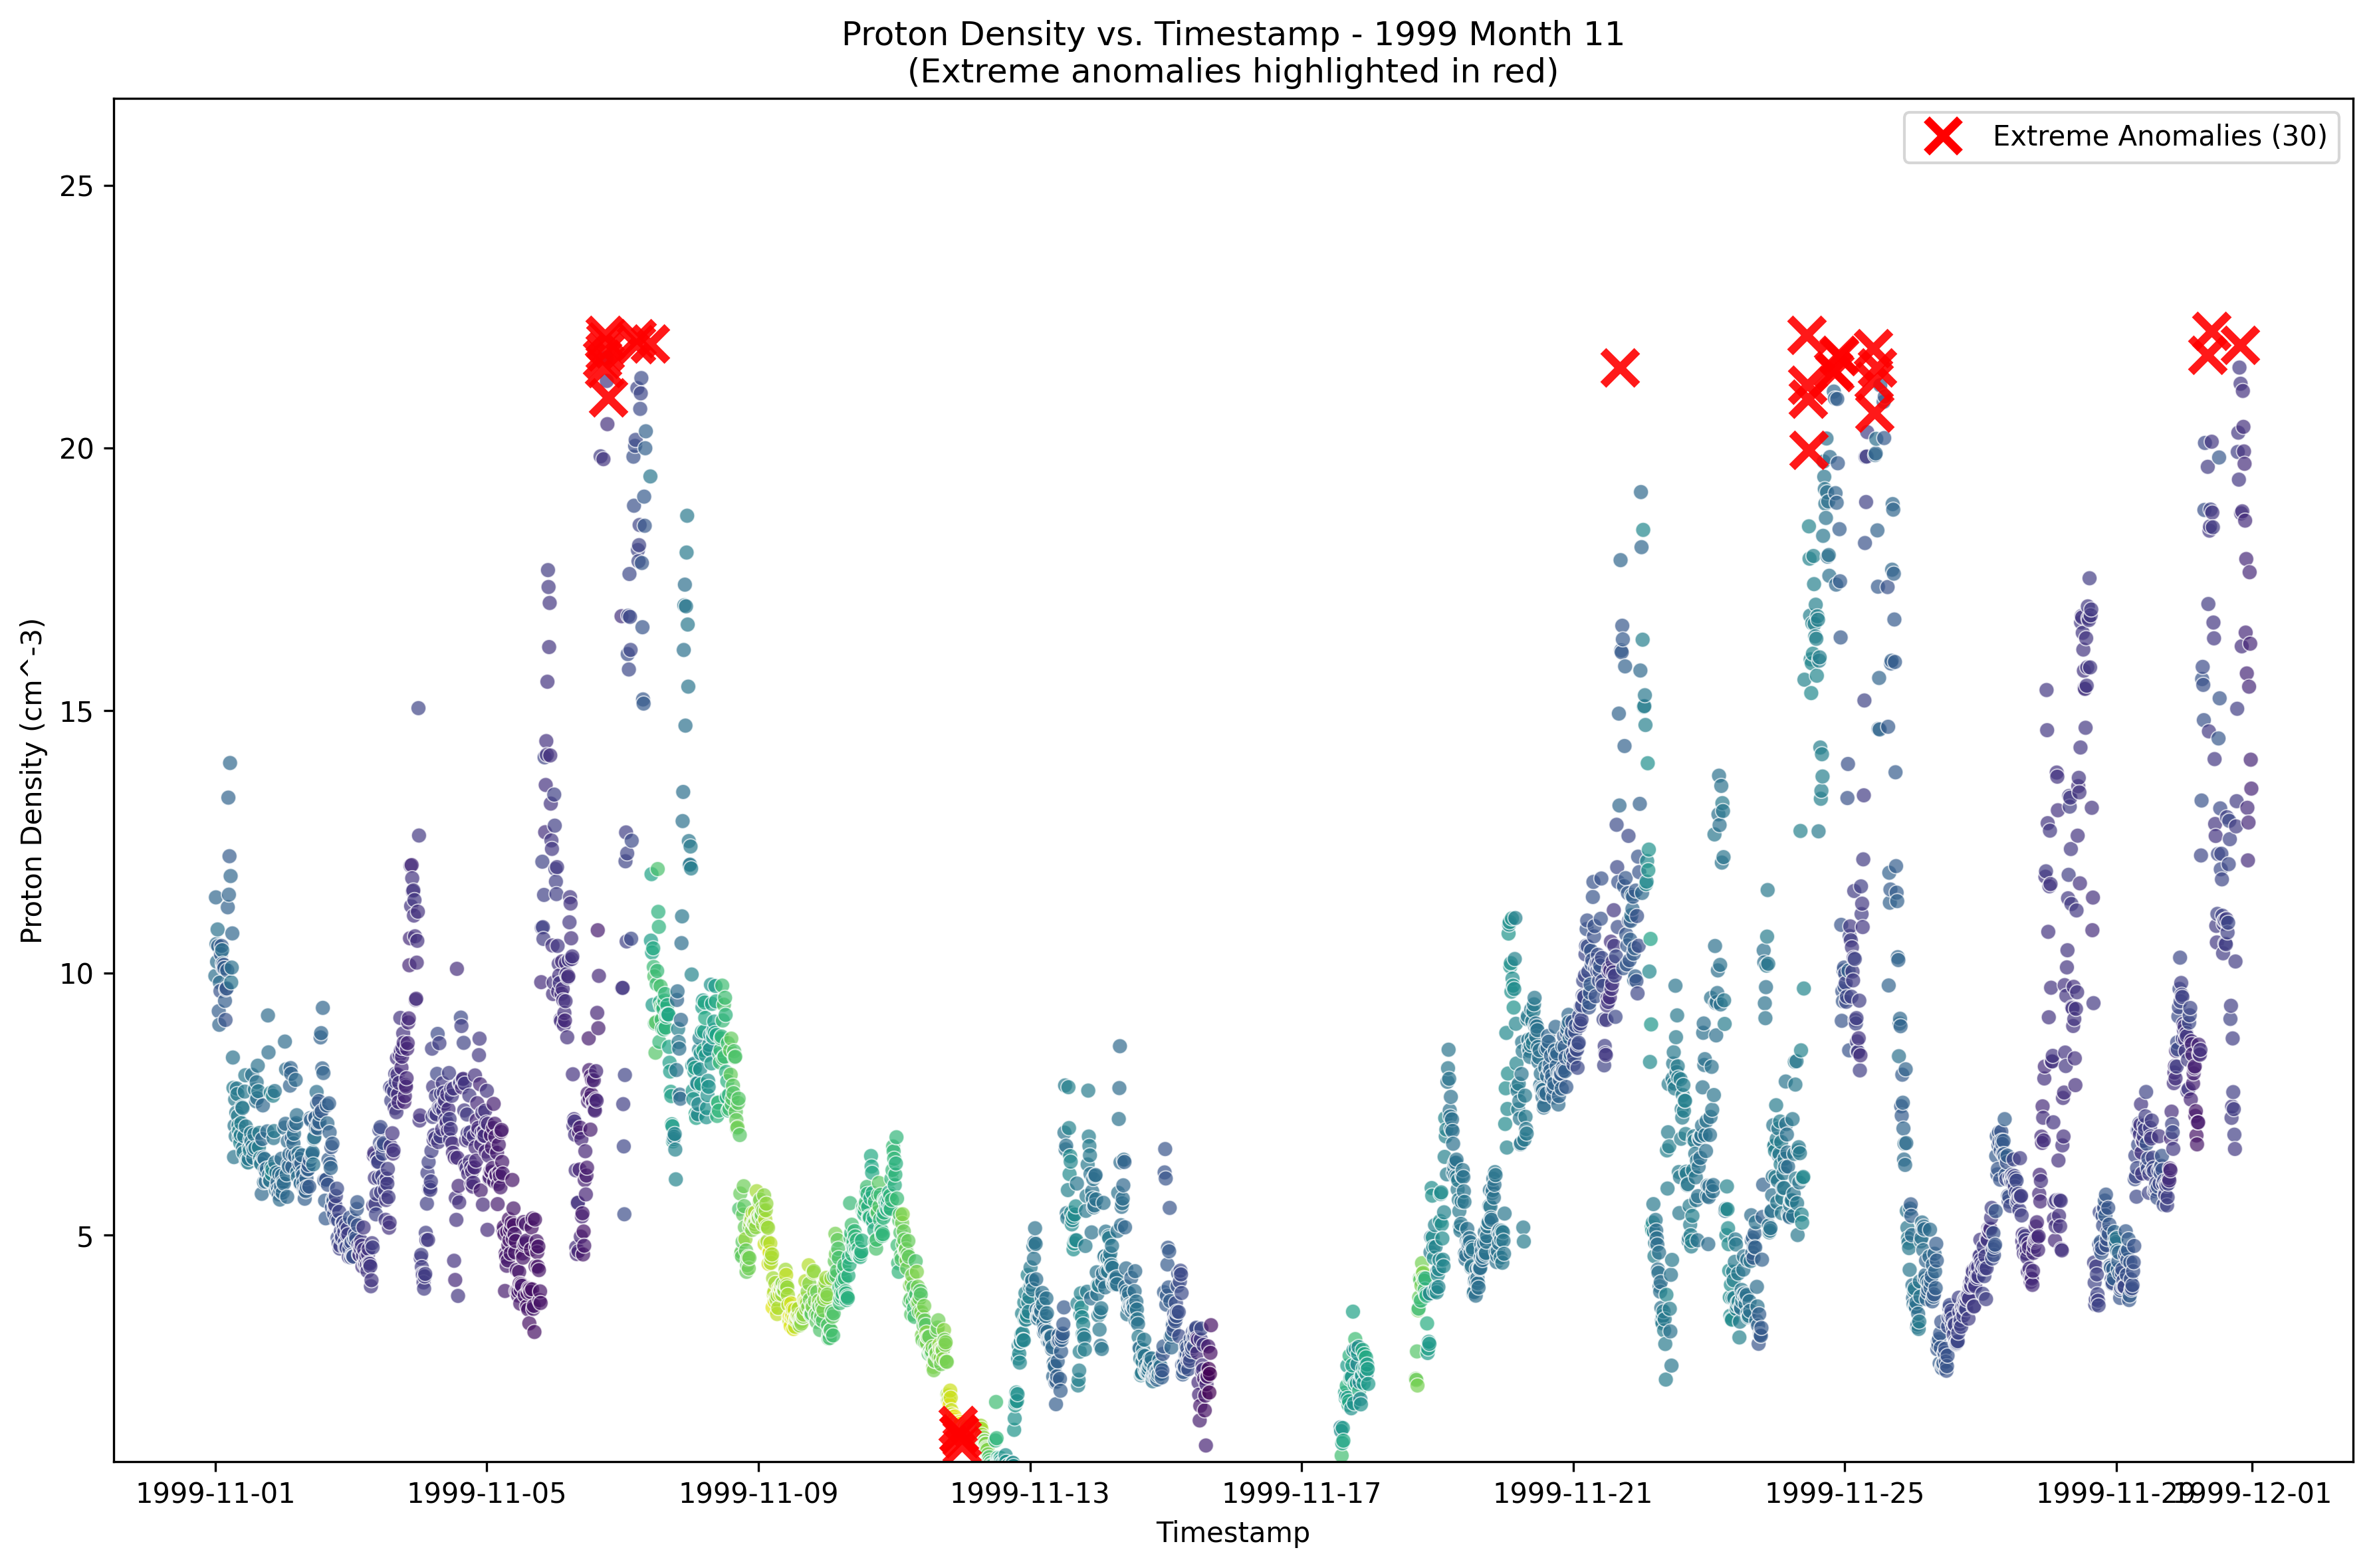 Proton Density vs. Timestamp - 1999 Month 11
(Extreme anomalies highlighted in red)
Extreme Anomalies (30)
25
20
15
10
5
Proton Density (cm^-3)
1999-11-01
1999-11-05
1999-11-09
1999-11-13
1999-11-17
1999-11-21
1999-11-25
1999-11-29
1999-12-01
Timestamp